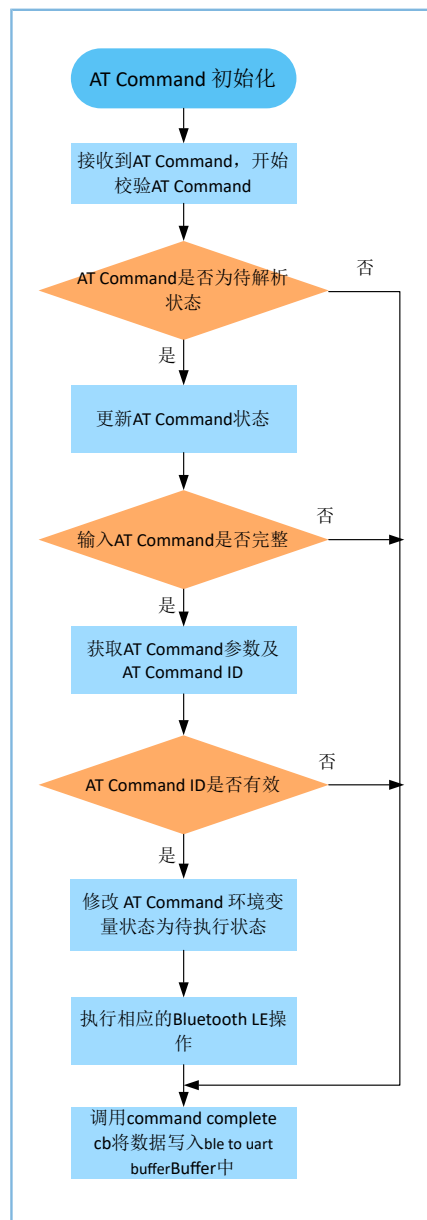 AT Command 初始化
接收到AT Command，开始
校验AT Command
AT Command是否为待解析
状态
否
是
更新AT Command状态
输入AT Command是否完整
否
是
获取AT Command参数及
AT Command ID
AT Command ID是否有效
否
是
修改 AT Command 环境变
量状态为待执行状态
执行相应的Bluetooth LE操
作
调用command complete
cb将数据写入ble to uart
bufferBuffer中